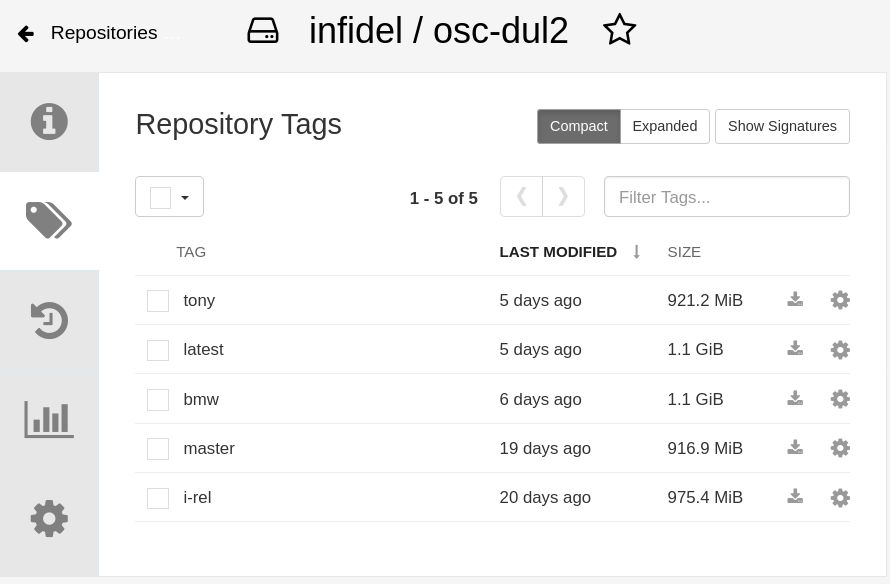 Repositories
infidel / osc-dul2
Repository Tags
Compact Expanded Show Signatures
1 - 5 of 5 Filter Tags...
TAG LAST MODIFIED SIZE
tony 5 days ago 921.2 MiB
latest 5 days ago 1.1 GiB
bmw 6 days ago 1.1 GiB
master 19 days ago 916.9 MiB
i-rel 20 days ago 975.4 MiB